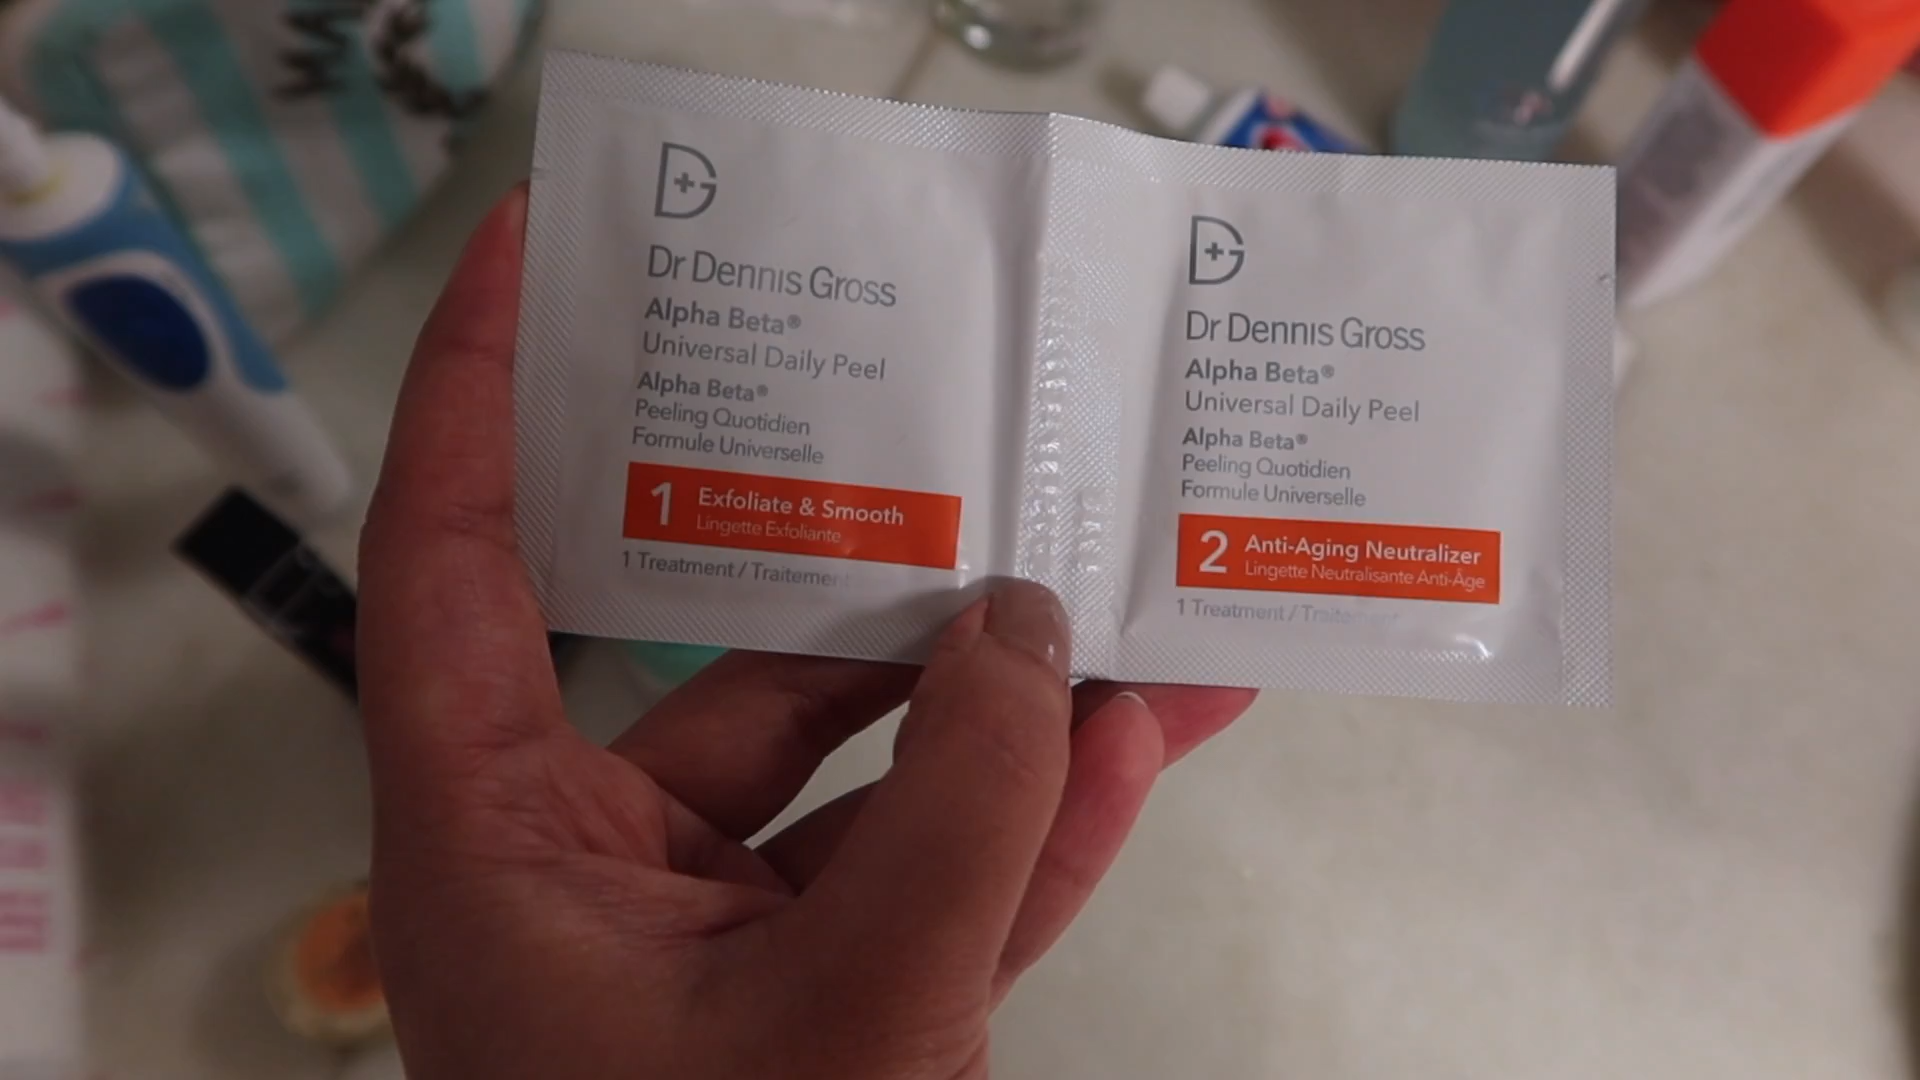 Dr Dennis Gross
Alpha Beta®
Universal Daily Peel
Alpha Beta®
Peeling Quotidien
Formule Universelle
1 Exfoliate & Smooth
Lingette Exfoliante
1 Treatment / Traitement
Dr Dennis Gross
Alpha Beta®
Universal Daily Peel
Alpha Beta®
Peeling Quotidien
Formule Universelle
2 Anti-Aging Neutralizer
Lingette Neutralisante Anti-Âge
1 Treatment / Traitement